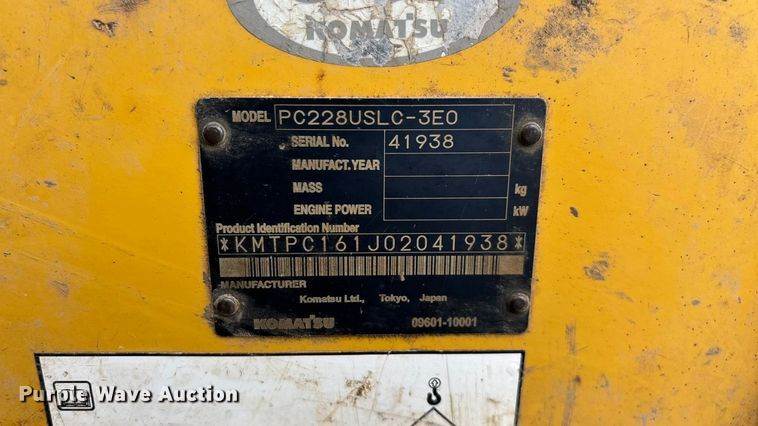 KOMATSU
MODEL PC228USLC-3E0
SERIAL No. 41938
MANUFACT. YEAR
MASS kg
ENGINE POWER kW
Product Identification Number
*KMTPC161J02041938*
MANUFACTURER
Komatsu Ltd., Tokyo, Japan
KOMATSU 09601-10001
Purple Wave Auction